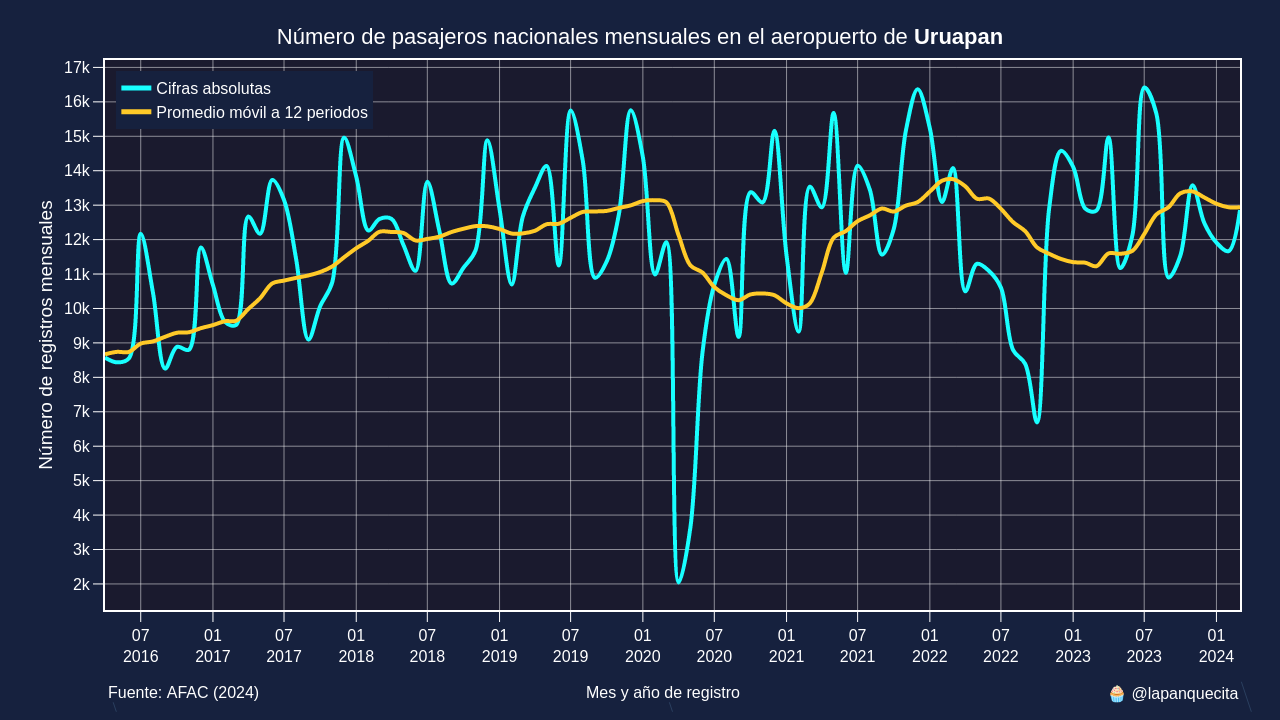 Número de pasajeros nacionales mensuales en el aeropuerto de Uruapan
Cifras absolutas
Promedio móvil a 12 periodos
Número de registros mensuales
17k
16k
15k
14k
13k
12k
11k
10k
9k
8k
7k
6k
5k
4k
3k
2k
07 01 07 01 07 01 07 01 07 01 07 01 07 01 07 01
2016 2017 2017 2018 2018 2019 2019 2020 2020 2021 2021 2022 2022 2023 2023 2024
Fuente: AFAC (2024) Mes y año de registro 🧁 @lapanquecita